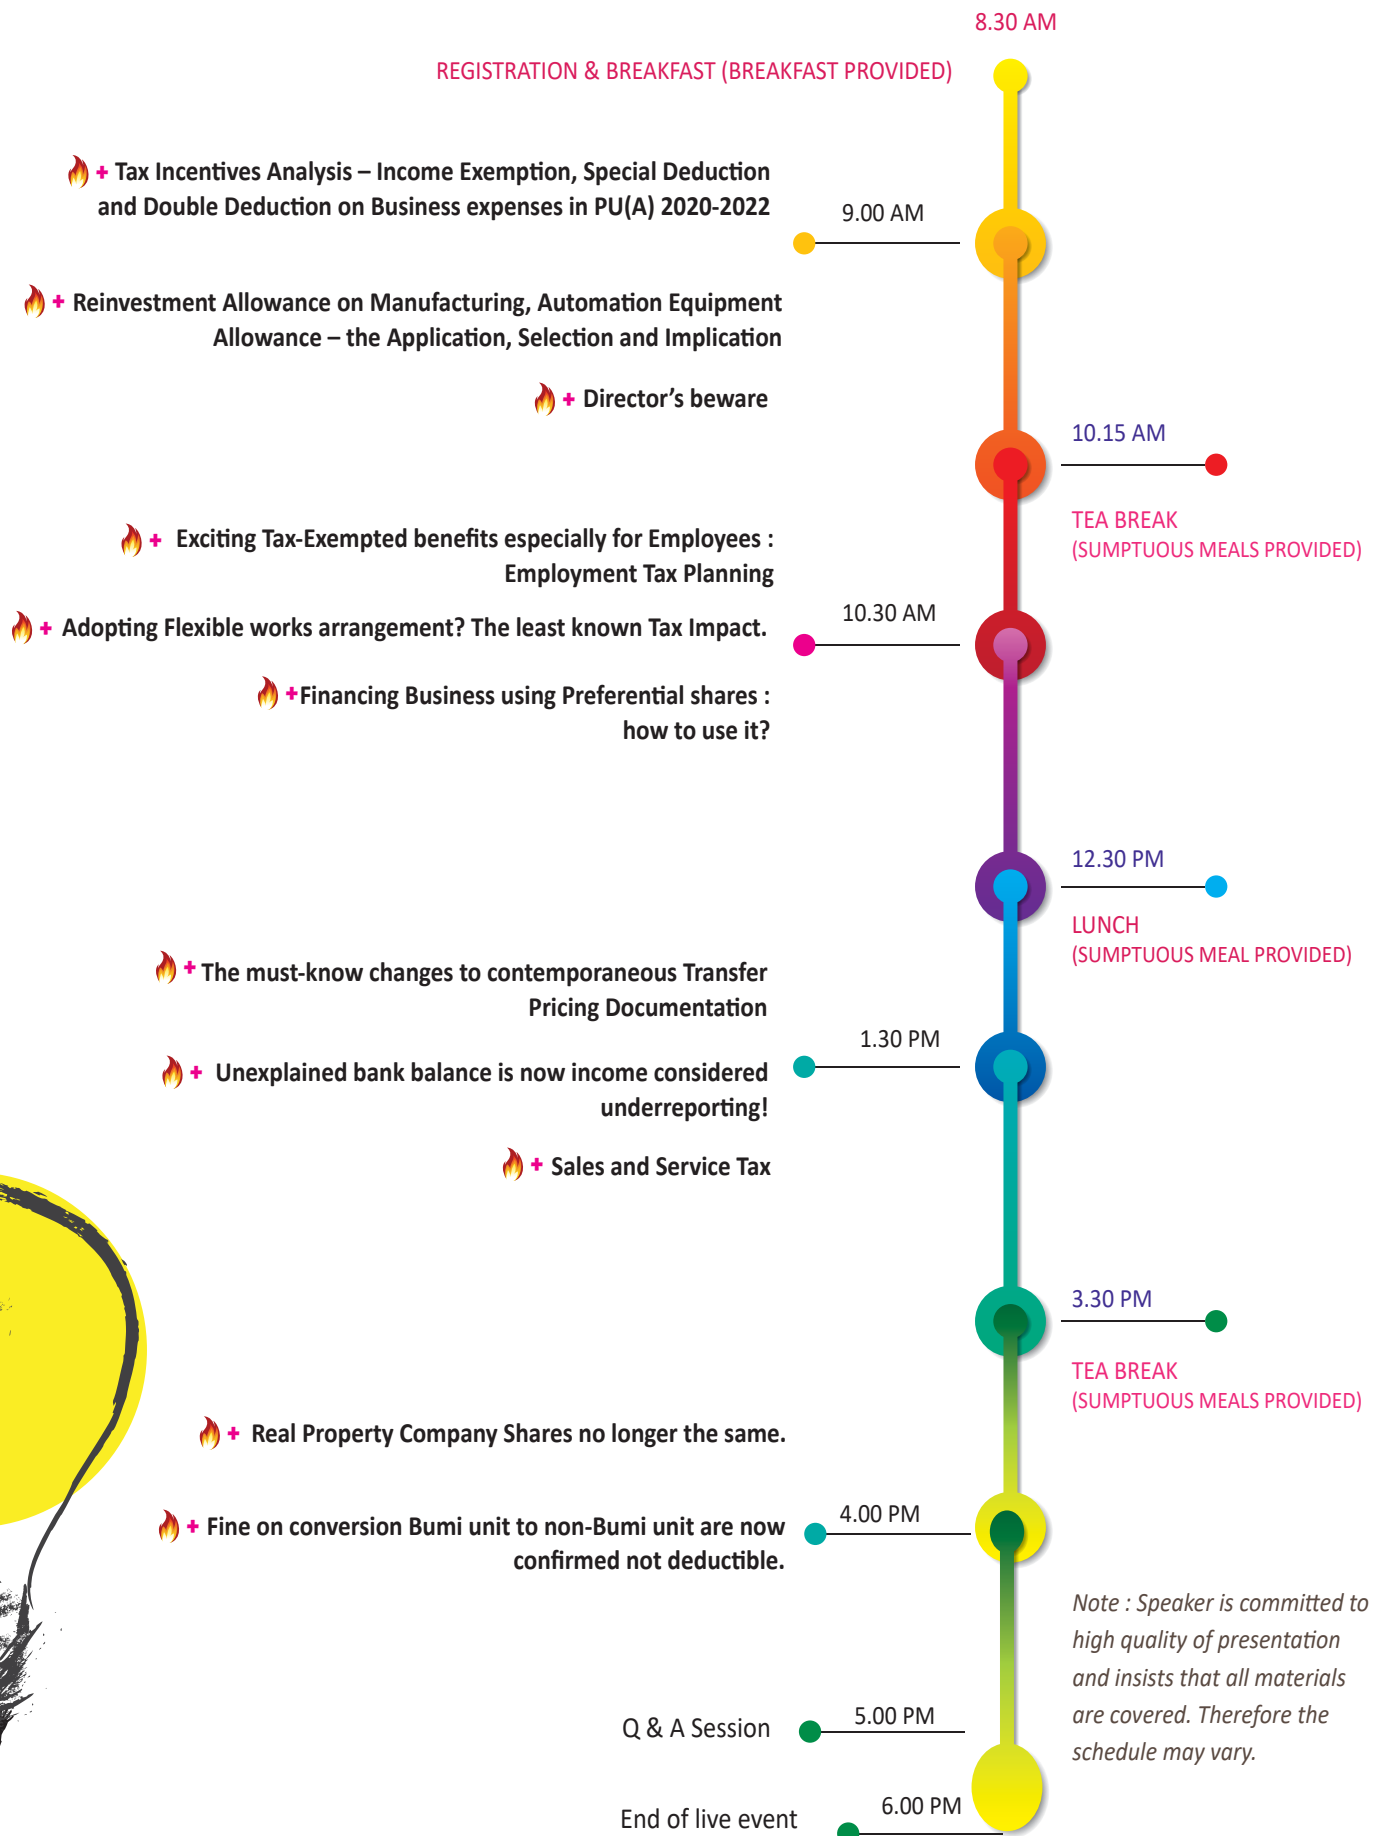 8.30 AM
REGISTRATION & BREAKFAST (BREAKFAST PROVIDED)
+ Tax Incentives Analysis – Income Exemption, Special Deduction
and Double Deduction on Business expenses in PU(A) 2020-2022
9.00 AM
+ Reinvestment Allowance on Manufacturing, Automation Equipment
Allowance – the Application, Selection and Implication
+ Director’s beware
10.15 AM
TEA BREAK
(SUMPTUOUS MEALS PROVIDED)
+ Exciting Tax-Exempted benefits especially for Employees :
Employment Tax Planning
10.30 AM
+ Adopting Flexible works arrangement? The least known Tax Impact.
+Financing Business using Preferential shares :
how to use it?
12.30 PM
LUNCH
(SUMPTUOUS MEAL PROVIDED)
+ The must-know changes to contemporaneous Transfer
Pricing Documentation
1.30 PM
+ Unexplained bank balance is now income considered
underreporting!
+ Sales and Service Tax
3.30 PM
TEA BREAK
(SUMPTUOUS MEALS PROVIDED)
+ Real Property Company Shares no longer the same.
4.00 PM
+ Fine on conversion Bumi unit to non-Bumi unit are now
confirmed not deductible.
Note : Speaker is committed to
high quality of presentation
and insists that all materials
are covered. Therefore the
schedule may vary.
5.00 PM
Q & A Session
6.00 PM
End of live event